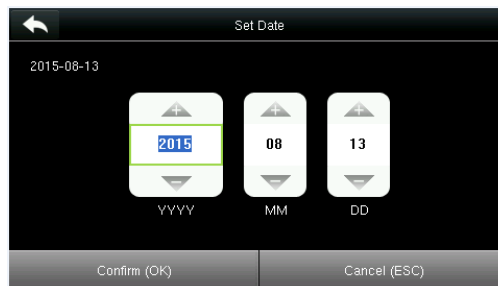 Set Date
2015-08-13
2015 08 13
YYYY MM DD
Confirm (OK) Cancel (ESC)